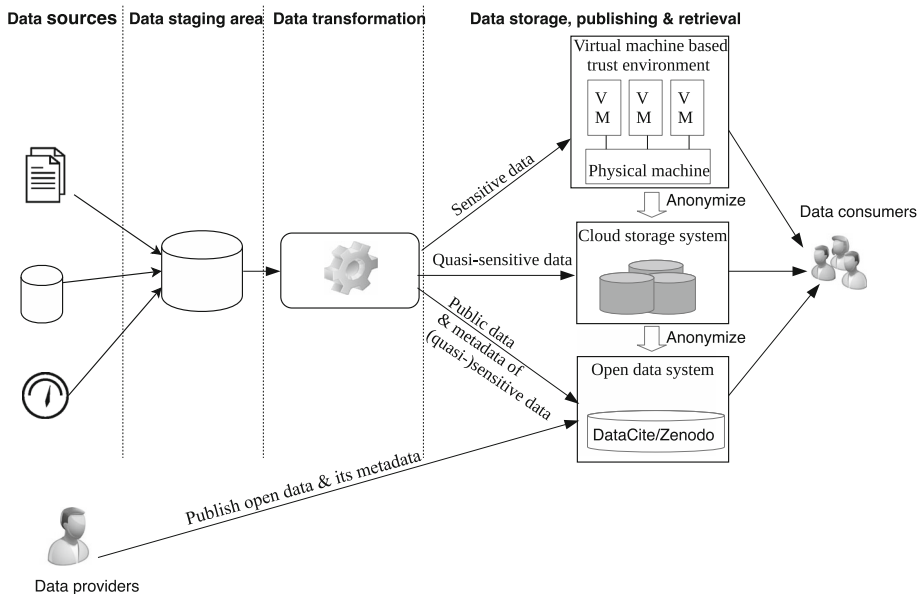 Data sources
Data staging area
Data transformation
Data storage, publishing & retrieval
Virtual machine based
trust environment
V
M
V
M
V
M
Physical machine
Sensitive data
Anonymize
Data consumers
Cloud storage system
Quasi-sensitive data
Public data
& metadata of
(quasi-)sensitive data
Anonymize
Open data system
DataCite/Zenodo
Publish open data & its metadata
Data providers